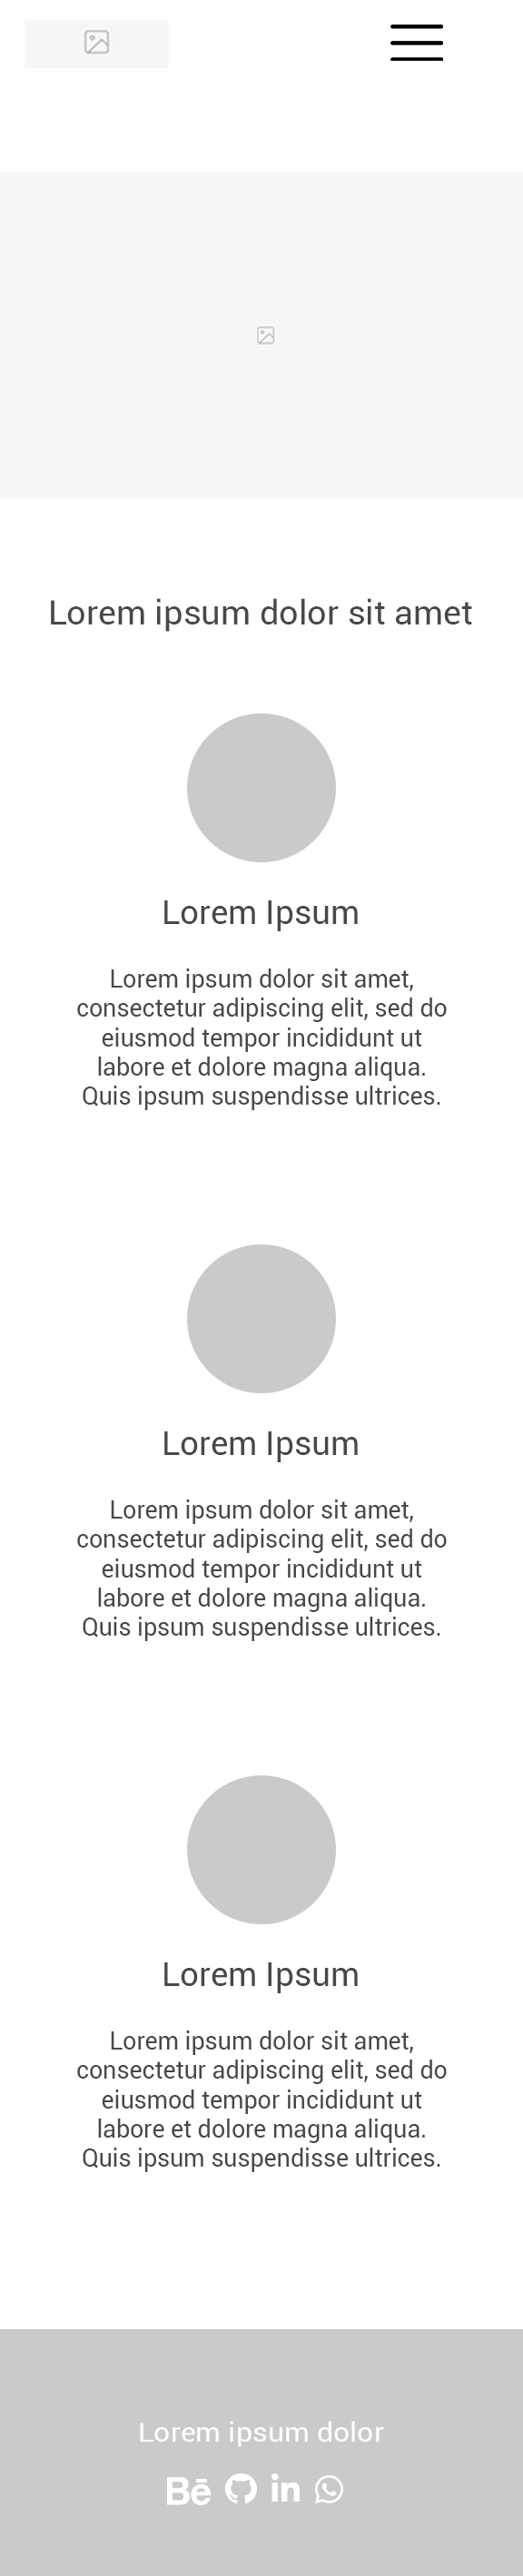 Lorem ipsum dolor sit amet
Lorem Ipsum
Lorem ipsum dolor sit amet,
consectetur adipiscing elit, sed do
eiusmod tempor incididunt ut
labore et dolore magna aliqua.
Quis ipsum suspendisse ultrices.
Lorem Ipsum
Lorem ipsum dolor sit amet,
consectetur adipiscing elit, sed do
eiusmod tempor incididunt ut
labore et dolore magna aliqua.
Quis ipsum suspendisse ultrices.
Lorem Ipsum
Lorem ipsum dolor sit amet,
consectetur adipiscing elit, sed do
eiusmod tempor incididunt ut
labore et dolore magna aliqua.
Quis ipsum suspendisse ultrices.
Lorem ipsum dolor
Bē in